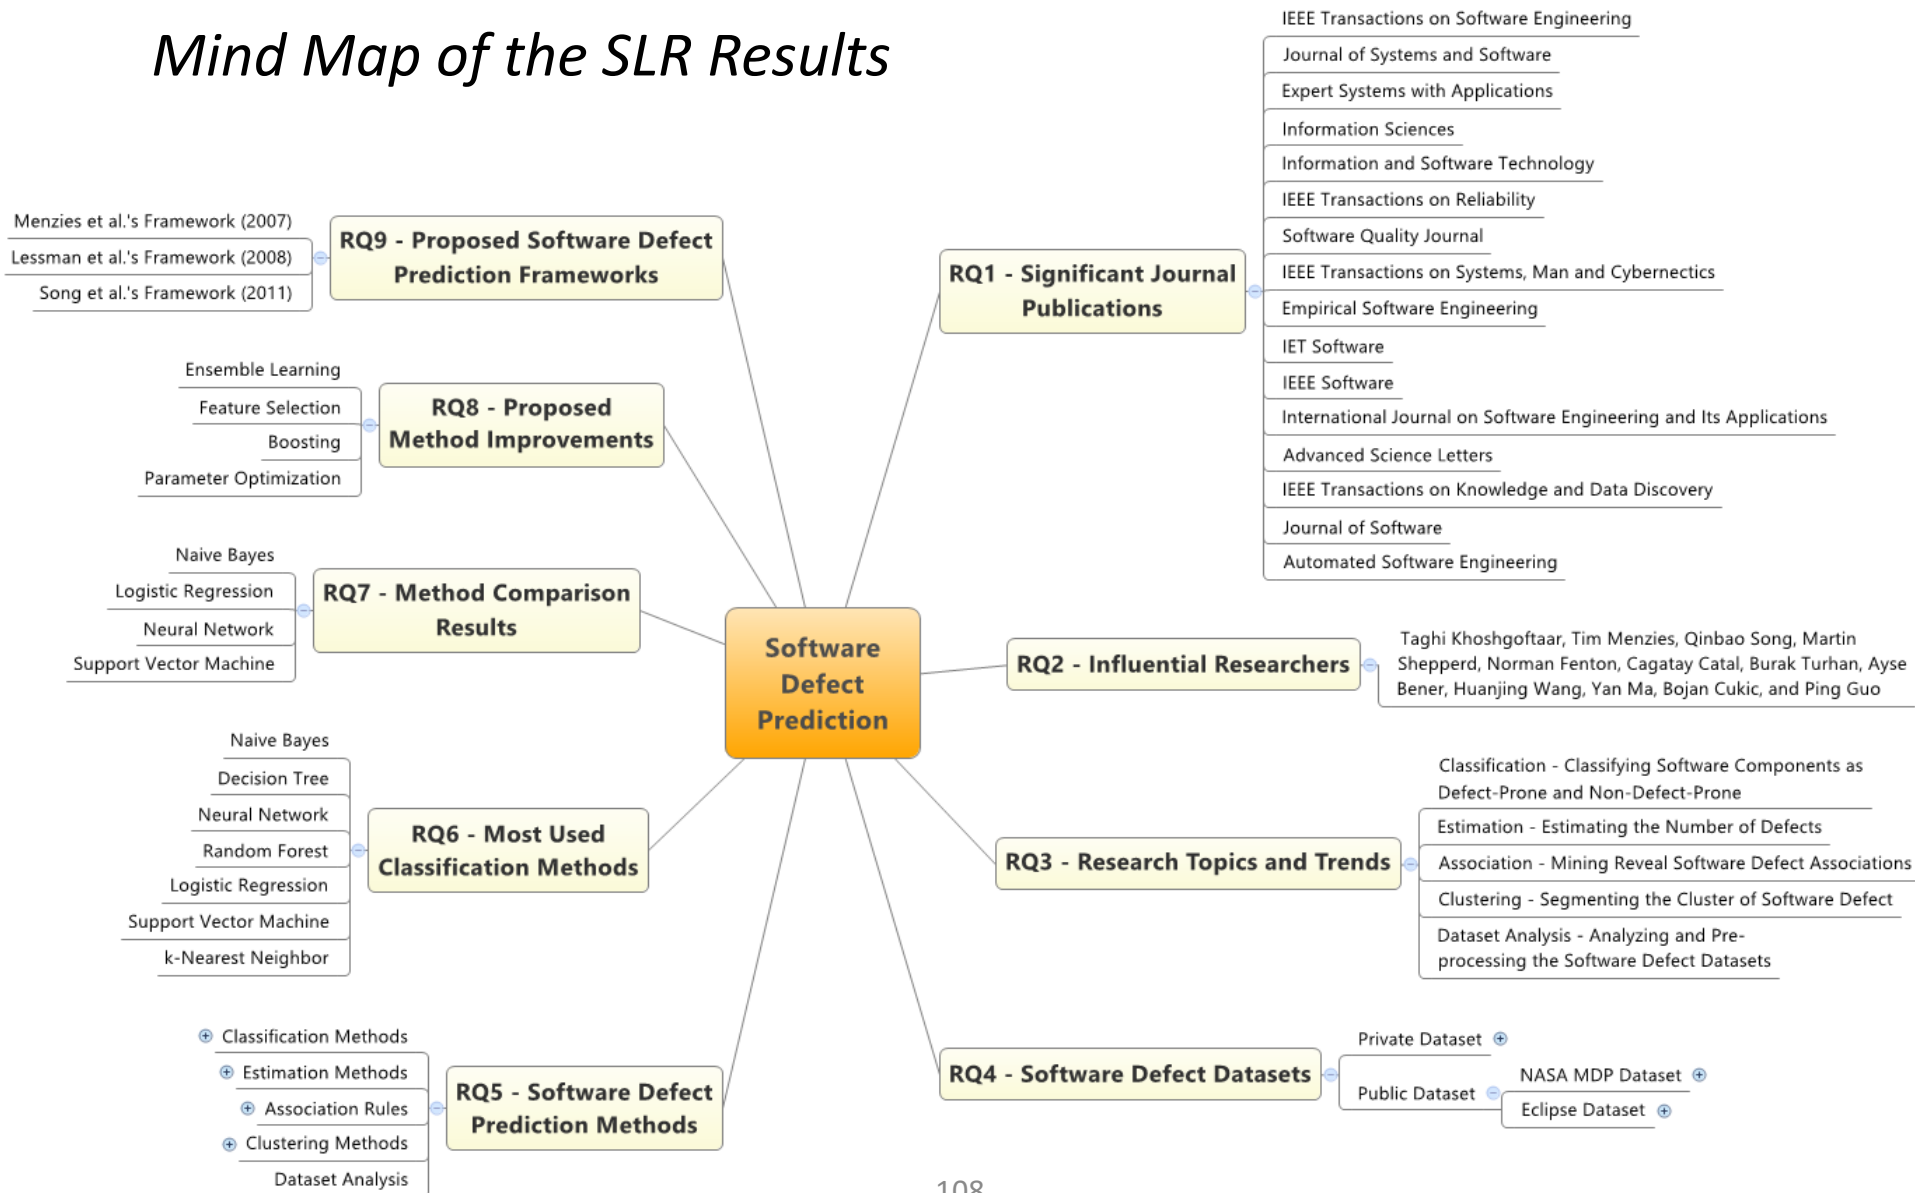 Mind Map of the SLR Results
IEEE Transactions on Software Engineering
Journal of Systems and Software
Expert Systems with Applications
Information Sciences
Information and Software Technology
IEEE Transactions on Reliability
Software Quality Journal
IEEE Transactions on Systems, Man and Cybernectics
Empirical Software Engineering
IET Software
IEEE Software
International Journal on Software Engineering and Its Applications
Advanced Science Letters
IEEE Transactions on Knowledge and Data Discovery
Journal of Software
Automated Software Engineering
RQ1 - Significant Journal
Publications
RQ2 - Influential Researchers
Taghi Khoshgoftaar, Tim Menzies, Qinbao Song, Martin
Shepperd, Norman Fenton, Cagatay Catal, Burak Turhan, Ayse
Bener, Huanjing Wang, Yan Ma, Bojan Cukic, and Ping Guo
RQ3 - Research Topics and Trends
Classification - Classifying Software Components as
Defect-Prone and Non-Defect-Prone
Estimation - Estimating the Number of Defects
Association - Mining Reveal Software Defect Associations
Clustering - Segmenting the Cluster of Software Defect
Dataset Analysis - Analyzing and Pre-
processing the Software Defect Datasets
RQ4 - Software Defect Datasets
Private Dataset
Public Dataset
NASA MDP Dataset
Eclipse Dataset
Software
Defect
Prediction
RQ9 - Proposed Software Defect
Prediction Frameworks
Menzies et al.'s Framework (2007)
Lessman et al.'s Framework (2008)
Song et al.'s Framework (2011)
RQ8 - Proposed
Method Improvements
Ensemble Learning
Feature Selection
Boosting
Parameter Optimization
RQ7 - Method Comparison
Results
Naive Bayes
Logistic Regression
Neural Network
Support Vector Machine
RQ6 - Most Used
Classification Methods
Naive Bayes
Decision Tree
Neural Network
Random Forest
Logistic Regression
Support Vector Machine
k-Nearest Neighbor
RQ5 - Software Defect
Prediction Methods
Classification Methods
Estimation Methods
Association Rules
Clustering Methods
Dataset Analysis
108